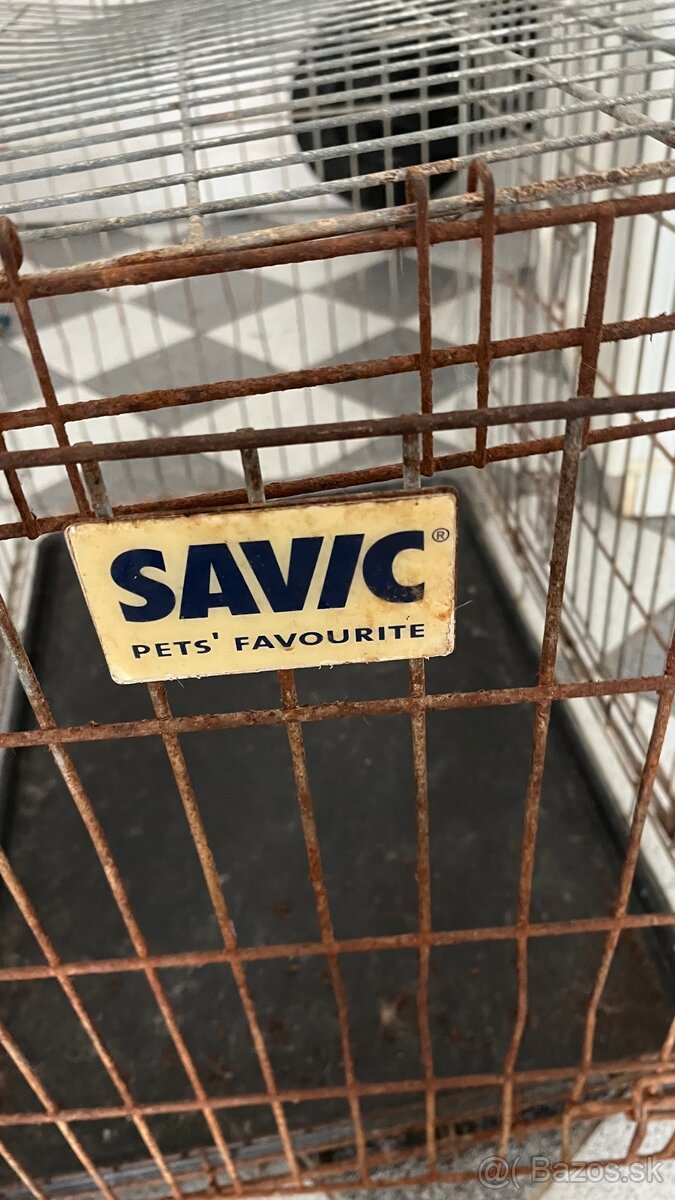 SAVIC®
PETS' FAVOURITE
@( Bazos.sk